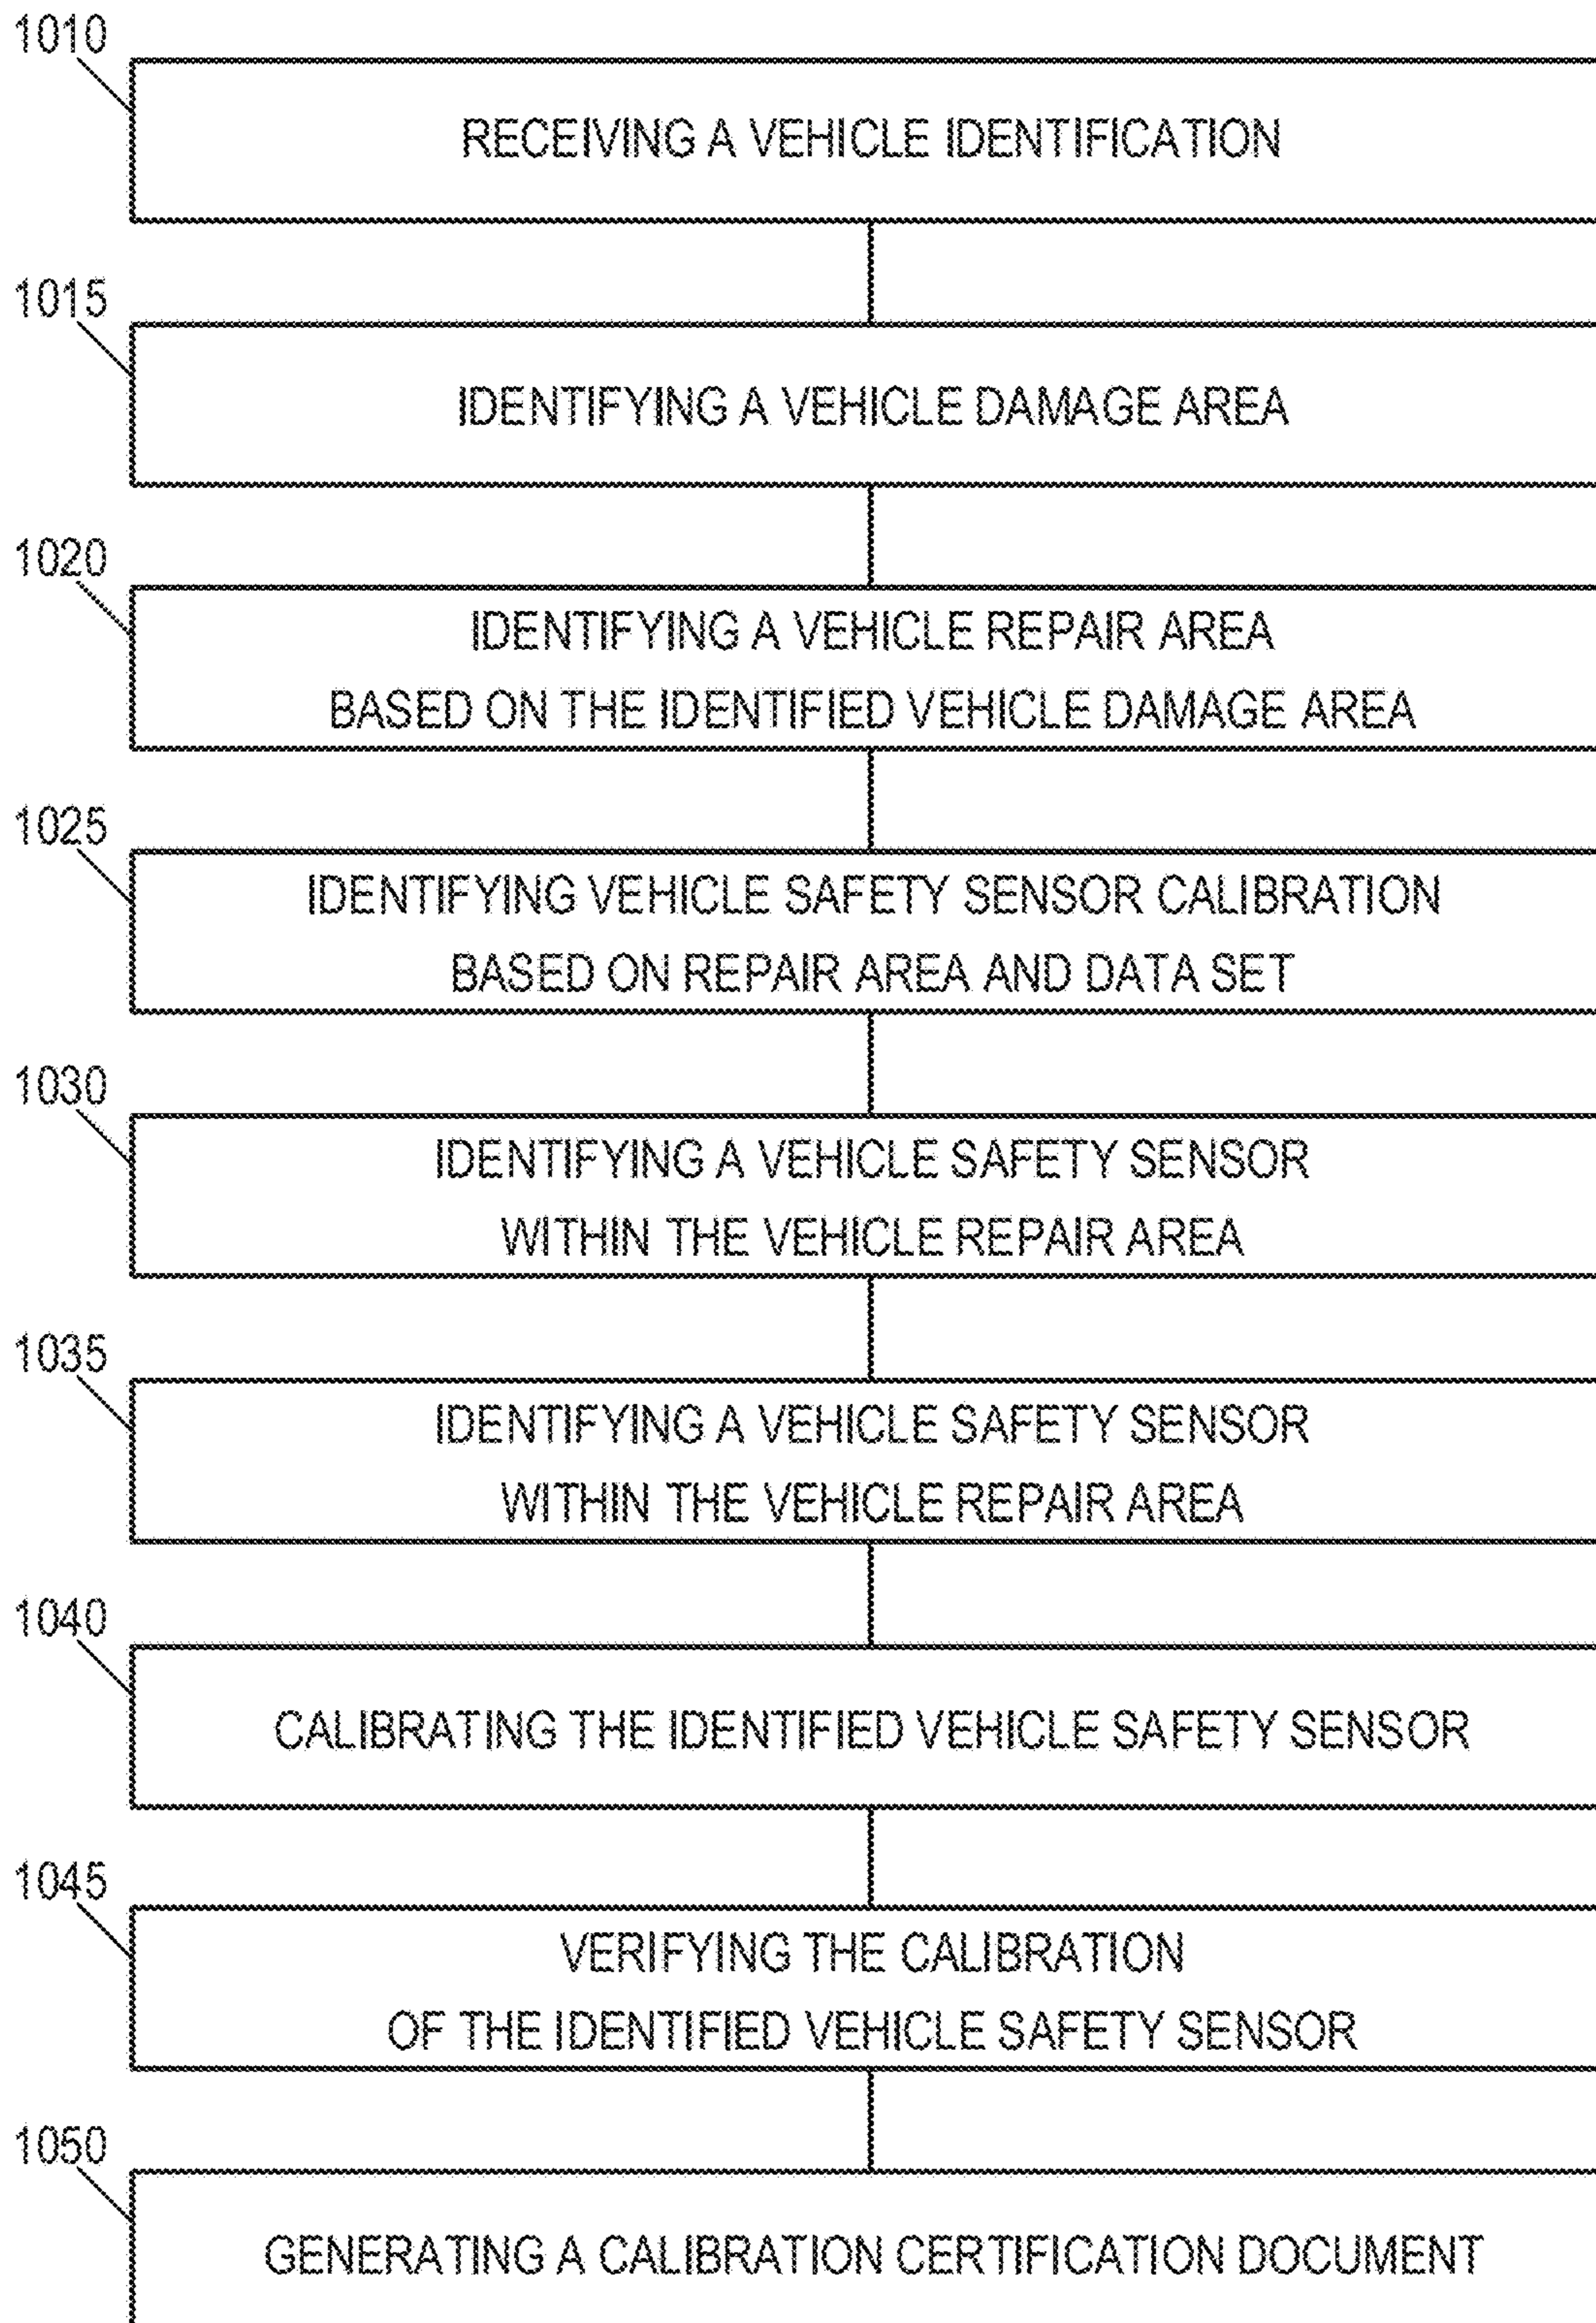 1010
RECEIVING A VEHICLE IDENTIFICATION
1015
IDENTIFYING A VEHICLE DAMAGE AREA
1020
IDENTIFYING A VEHICLE REPAIR AREA
BASED ON THE IDENTIFIED VEHICLE DAMAGE AREA
1025
IDENTIFYING VEHICLE SAFETY SENSOR CALIBRATION
BASED ON REPAIR AREA AND DATA SET
1030
IDENTIFYING A VEHICLE SAFETY SENSOR
WITHIN THE VEHICLE REPAIR AREA
1035
IDENTIFYING A VEHICLE SAFETY SENSOR
WITHIN THE VEHICLE REPAIR AREA
1040
CALIBRATING THE IDENTIFIED VEHICLE SAFETY SENSOR
1045
VERIFYING THE CALIBRATION
OF THE IDENTIFIED VEHICLE SAFETY SENSOR
1050
GENERATING A CALIBRATION CERTIFICATION DOCUMENT